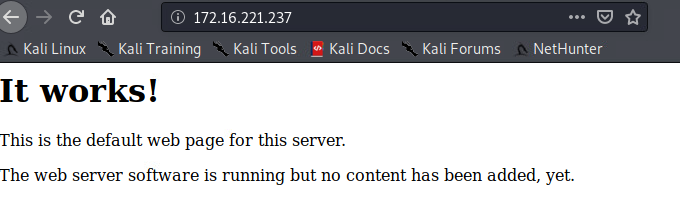 172.16.221.237
Kali Linux Kali Training Kali Tools Kali Docs Kali Forums NetHunter
It works!
This is the default web page for this server.
The web server software is running but no content has been added, yet.